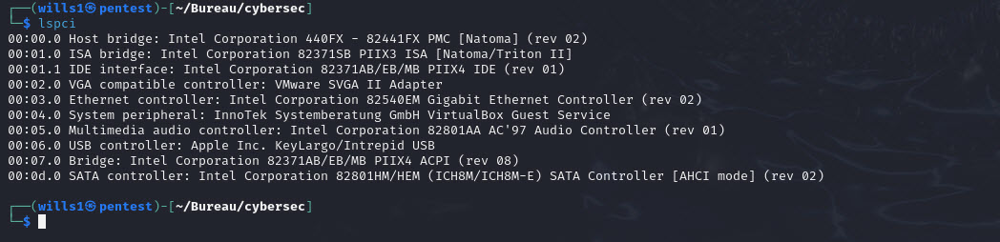 ┌──(wills1㉿pentest)-[~/Bureau/cybersec]
└─$ lspci
00:00.0 Host bridge: Intel Corporation 440FX - 82441FX PMC [Natoma] (rev 02)
00:01.0 ISA bridge: Intel Corporation 82371SB PIIX3 ISA [Natoma/Triton II]
00:01.1 IDE interface: Intel Corporation 82371AB/EB/MB PIIX4 IDE (rev 01)
00:02.0 VGA compatible controller: VMware SVGA II Adapter
00:03.0 Ethernet controller: Intel Corporation 82540EM Gigabit Ethernet Controller (rev 02)
00:04.0 System peripheral: InnoTek Systemberatung GmbH VirtualBox Guest Service
00:05.0 Multimedia audio controller: Intel Corporation 82801AA AC'97 Audio Controller (rev 01)
00:06.0 USB controller: Apple Inc. KeyLargo/Intrepid USB
00:07.0 Bridge: Intel Corporation 82371AB/EB/MB PIIX4 ACPI (rev 08)
00:0d.0 SATA controller: Intel Corporation 82801HM/HEM (ICH8M/ICH8M-E) SATA Controller [AHCI mode] (rev 02)
┌──(wills1㉿pentest)-[~/Bureau/cybersec]
└─$